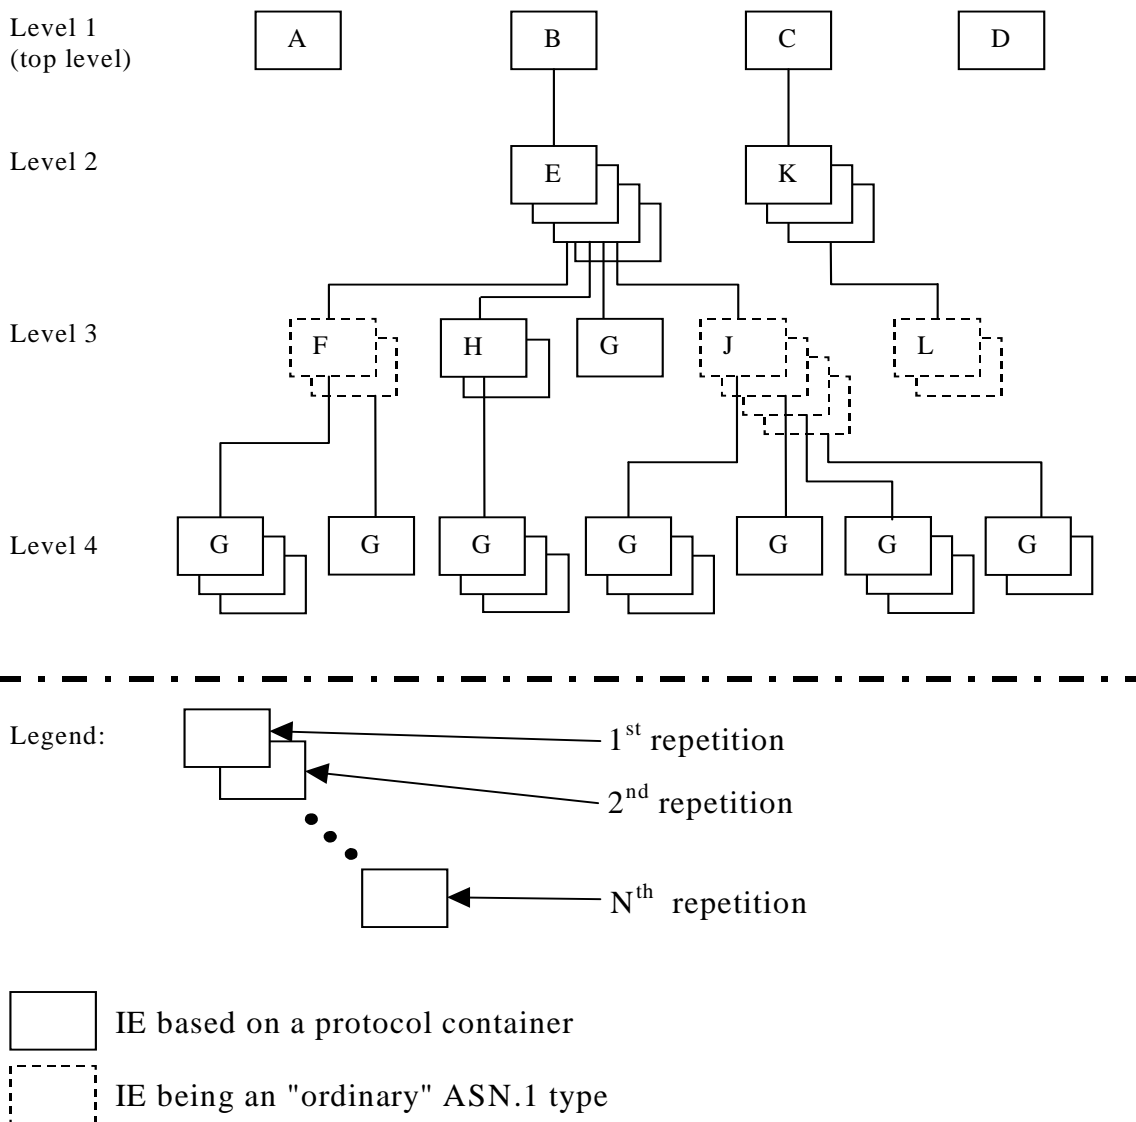 Level 1
(top level)
A B C D
Level 2
E K
Level 3
F H G J L
Level 4
G G G G G G G
Legend:
1st repetition
2nd repetition
Nth repetition
IE based on a protocol container
IE being an "ordinary" ASN.1 type